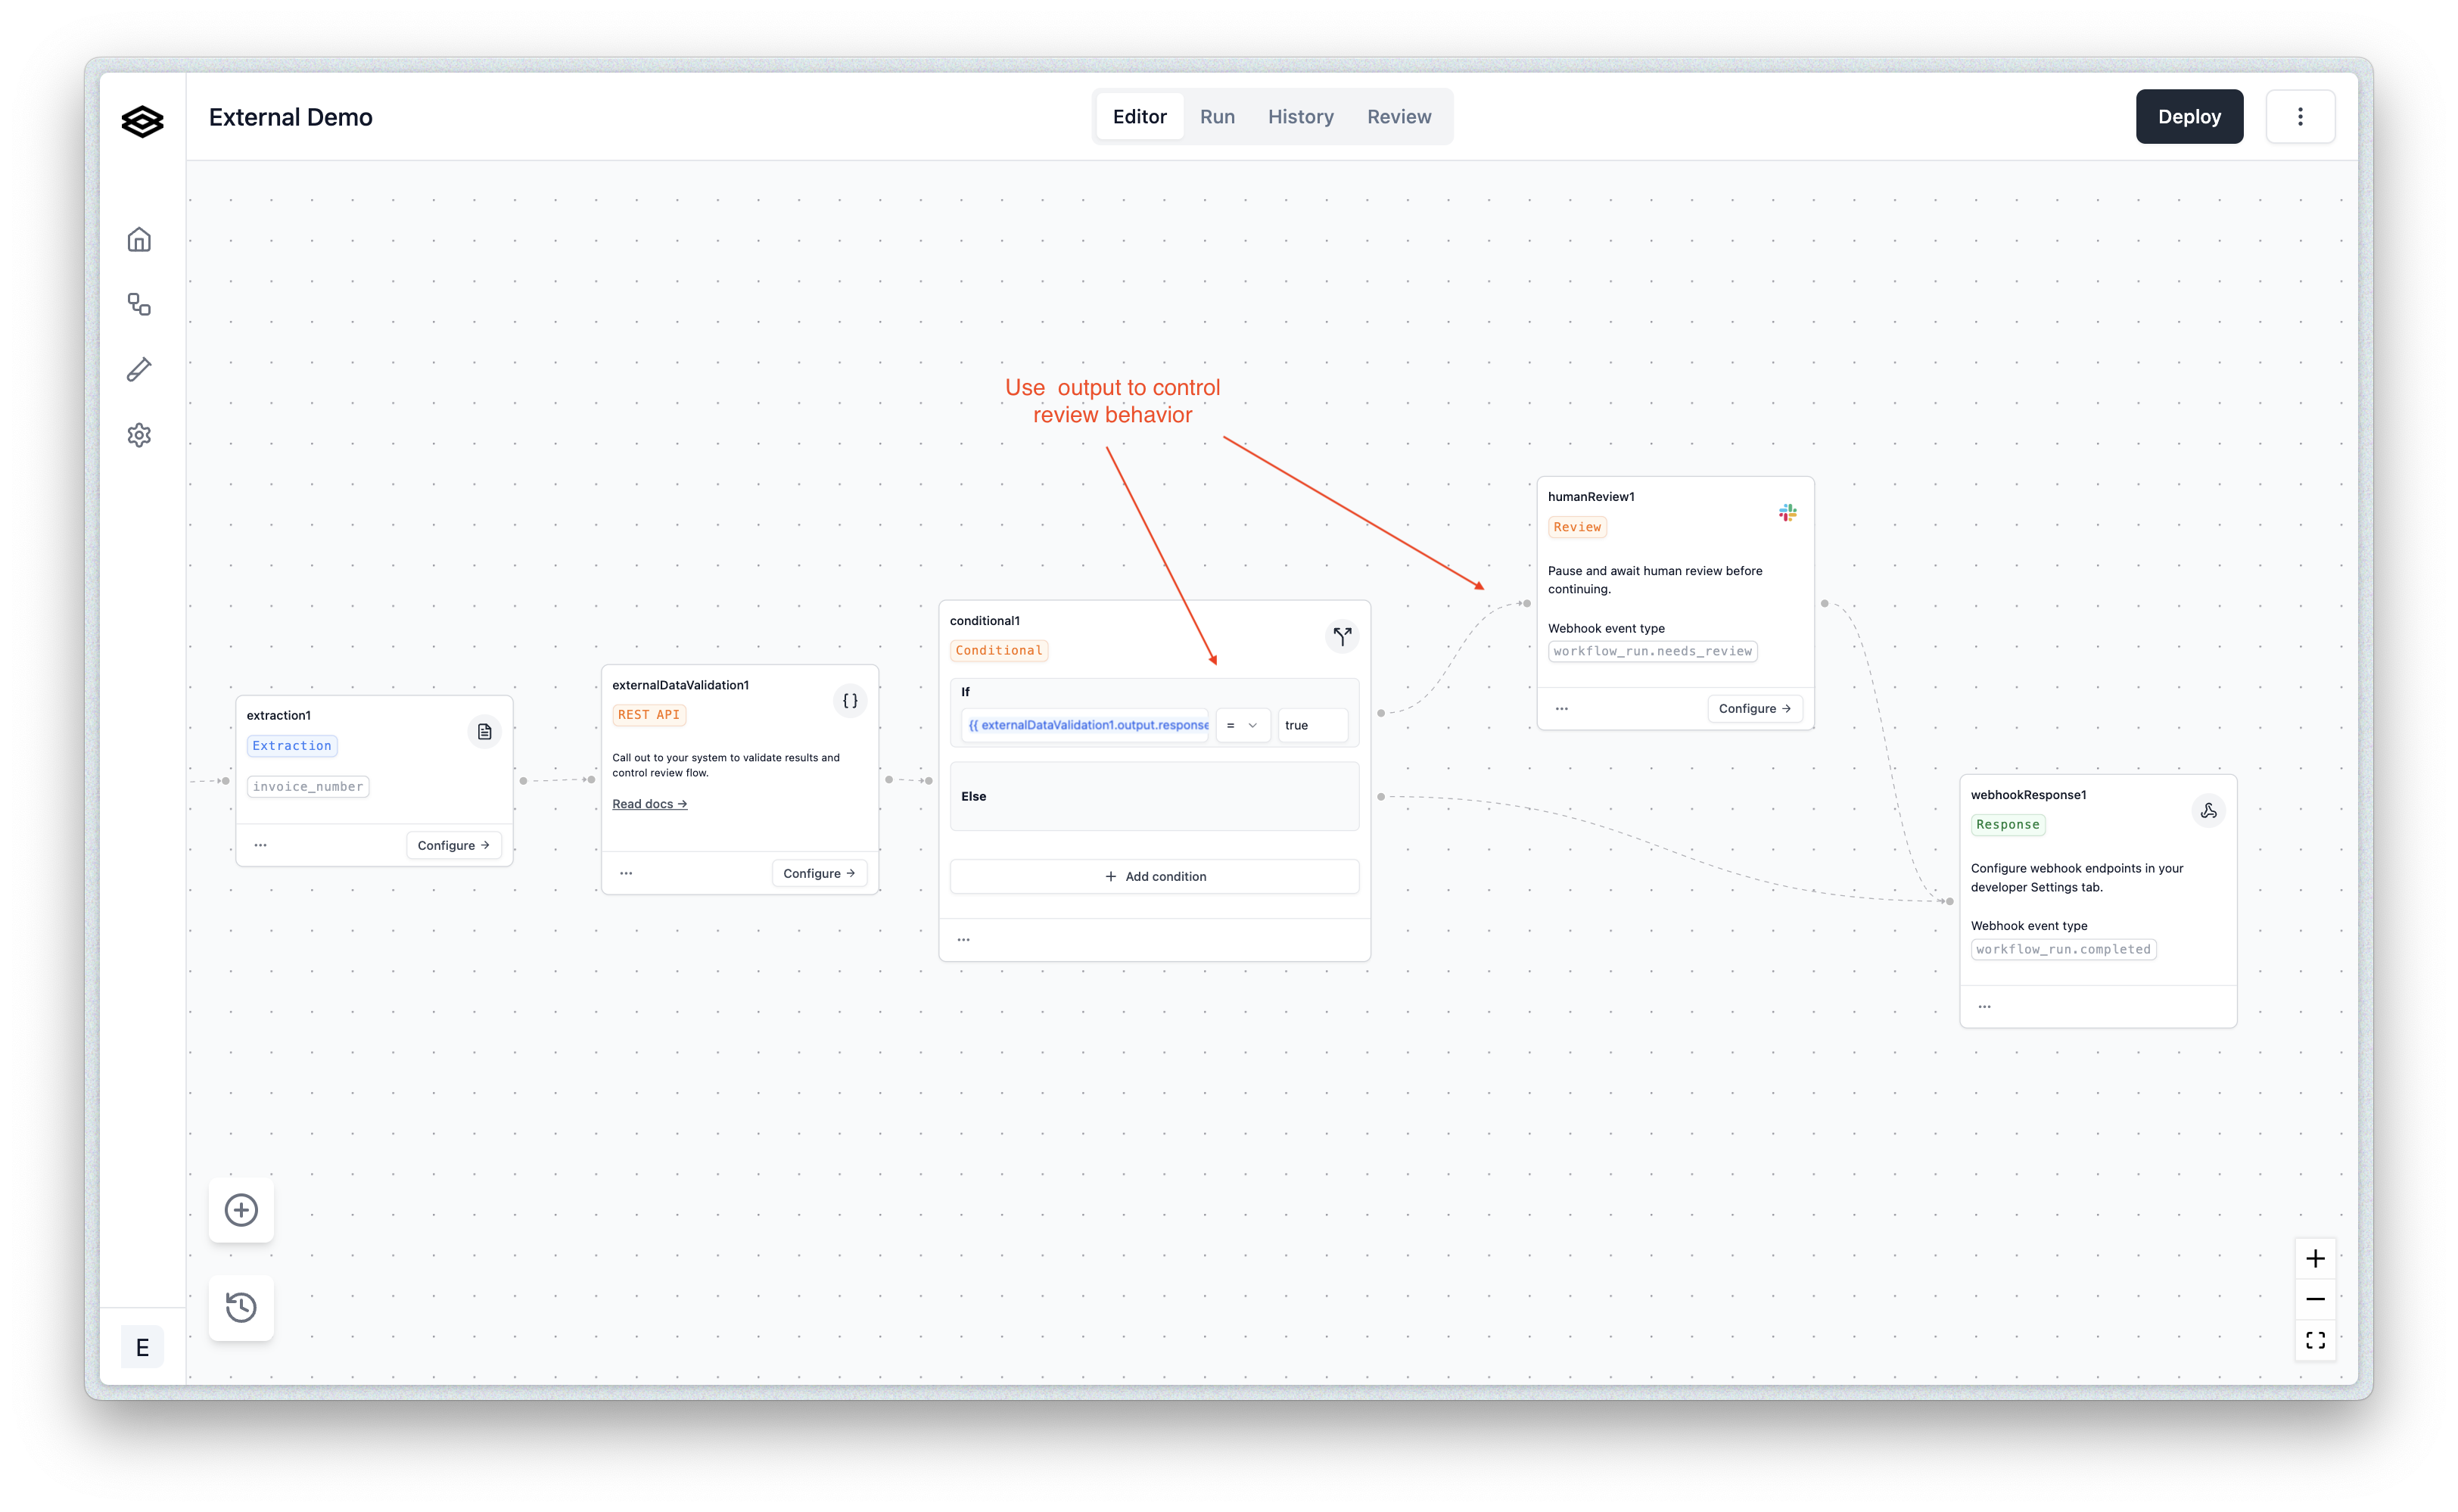 External Demo
Editor
Run
History
Review
Deploy
Use  output to control
review behavior
extraction1
Extraction
invoice_number
...
Configure →
externalDataValidation1
{}
REST API
Call out to your system to validate results and
control review flow.
Read docs →
...
Configure →
conditional1
Conditional
If
{{ externalDataValidation1.output.response
=
true
Else
+ Add condition
...
humanReview1
Review
Pause and await human review before
continuing.
Webhook event type
workflow_run.needs_review
...
Configure →
webhookResponse1
Response
Configure webhook endpoints in your
developer Settings tab.
Webhook event type
workflow_run.completed
...
E